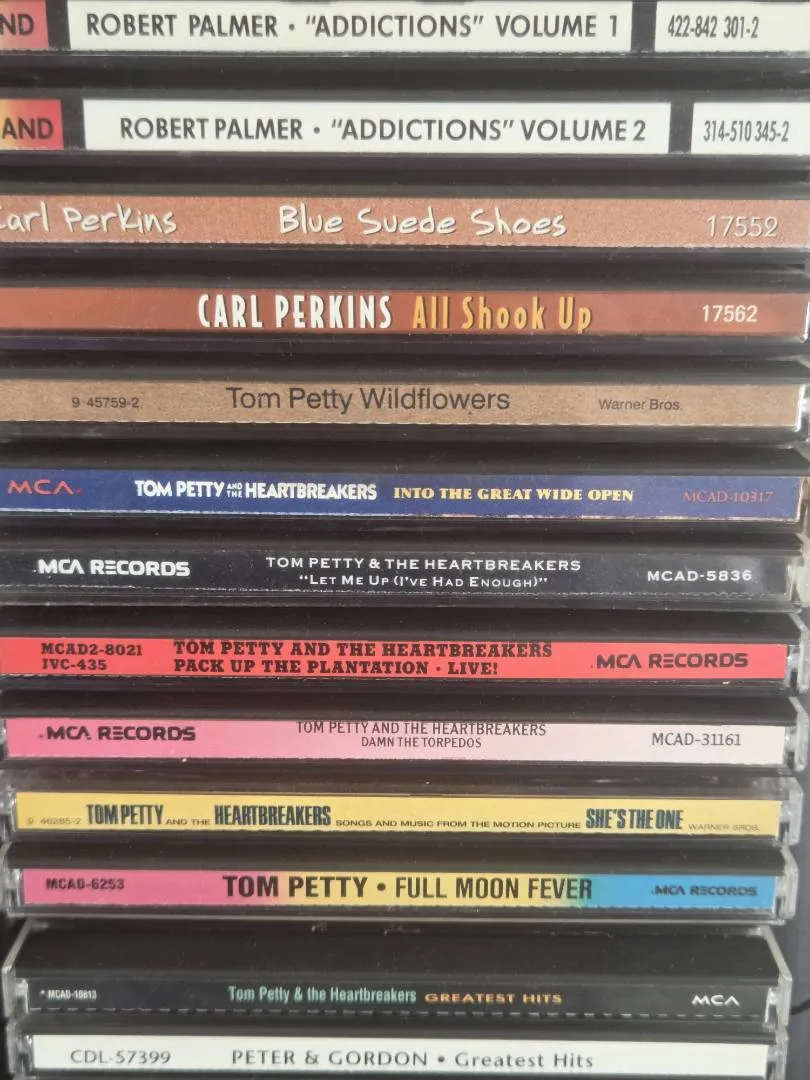 ND ROBERT PALMER · "ADDICTIONS" VOLUME 1 422-842 301-2
AND ROBERT PALMER · "ADDICTIONS" VOLUME 2 314-510 345-2
Carl Perkins Blue Suede Shoes 17552
CARL PERKINS All Shook Up 17562
9 45759-2 Tom Petty Wildflowers Warner Bros.
MCA TOM PETTY AND THE HEARTBREAKERS INTO THE GREAT WIDE OPEN MCAD-10317
MCA RECORDS TOM PETTY & THE HEARTBREAKERS MCAD-5836
"LET ME UP (I'VE HAD ENOUGH)"
MCAD2-8021 TOM PETTY AND THE HEARTBREAKERS MCA RECORDS
JVC-435 PACK UP THE PLANTATION · LIVE!
MCA RECORDS TOM PETTY AND THE HEARTBREAKERS MCAD-31161
DAMN THE TORPEDOS
9 46285-2 TOM PETTY AND THE HEARTBREAKERS SONGS AND MUSIC FROM THE MOTION PICTURE SHE'S THE ONE WARNER BROS.
MCAD-6253 TOM PETTY • FULL MOON FEVER MCA RECORDS
MCAD-10813 Tom Petty & the Heartbreakers GREATEST HITS MCA
CDL-57399 PETER & GORDON • Greatest Hits